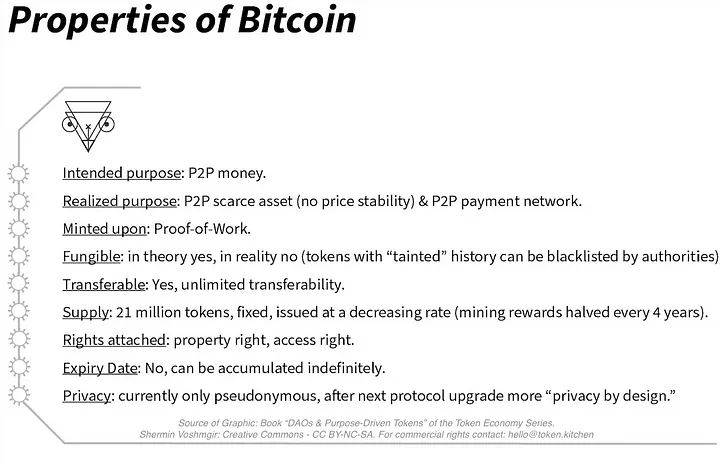 Properties of Bitcoin
Intended purpose: P2P money.
Realized purpose: P2P scarce asset (no price stability) & P2P payment network.
Minted upon: Proof-of-Work.
Fungible: in theory yes, in reality no (tokens with “tainted” history can be blacklisted by authorities)
Transferable: Yes, unlimited transferability.
Supply: 21 million tokens, fixed, issued at a decreasing rate (mining rewards halved every 4 years).
Rights attached: property right, access right.
Expiry Date: No, can be accumulated indefinitely.
Privacy: currently only pseudonymous, after next protocol upgrade more “privacy by design.”
Source of Graphic: Book “DAOs & Purpose-Driven Tokens” of the Token Economy Series.
Shermin Voshmgir: Creative Commons - CC BY-NC-SA. For commercial rights contact: hello@token.kitchen